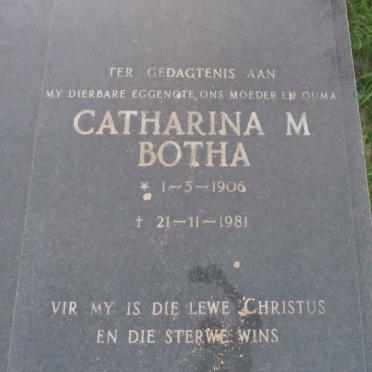 TER GEDAGTENIS AAN
MY DIERBARE EGGENOTE, ONS MOEDER EN OUMA
CATHARINA M.
BOTHA
* 1-5-1906
† 21-11-1981
VIR MY IS DIE LEWE CHRISTUS
EN DIE STERWE WINS